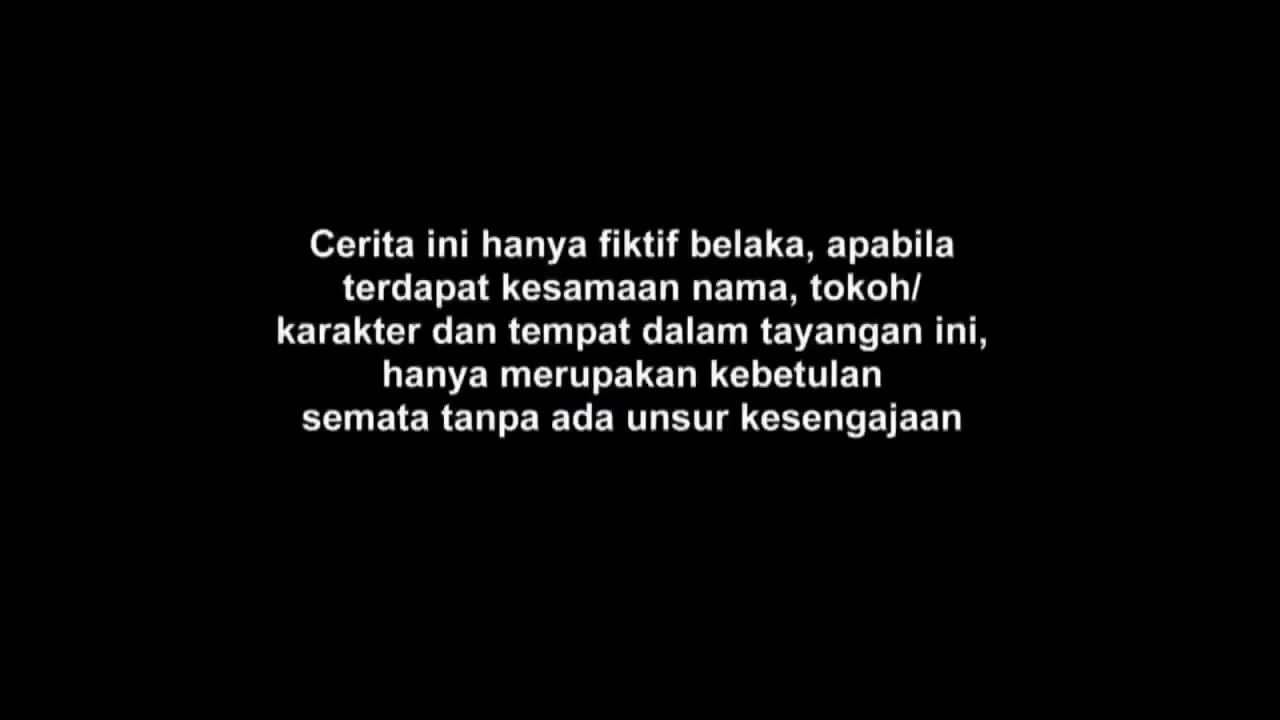 Cerita ini hanya fiktif belaka, apabila
terdapat kesamaan nama, tokoh/
karakter dan tempat dalam tayangan ini,
hanya merupakan kebetulan
semata tanpa ada unsur kesengajaan